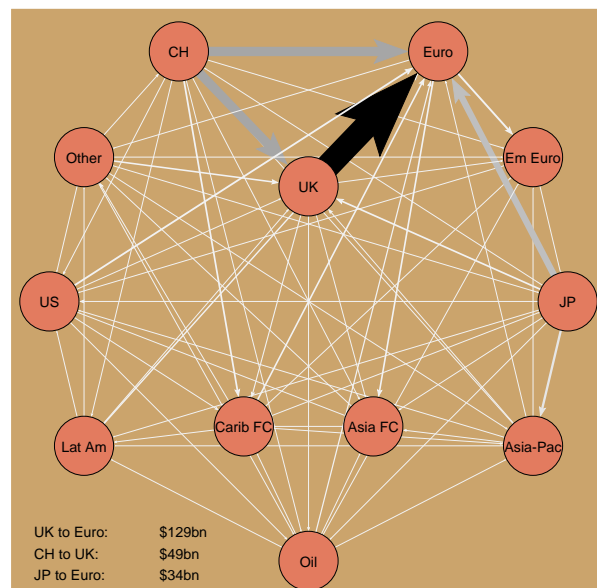 CH
Euro
Other
Em Euro
UK
US
JP
Carib FC
Asia FC
Lat Am
Asia-Pac
Oil
UK to Euro: $129bn
CH to UK: $49bn
JP to Euro: $34bn